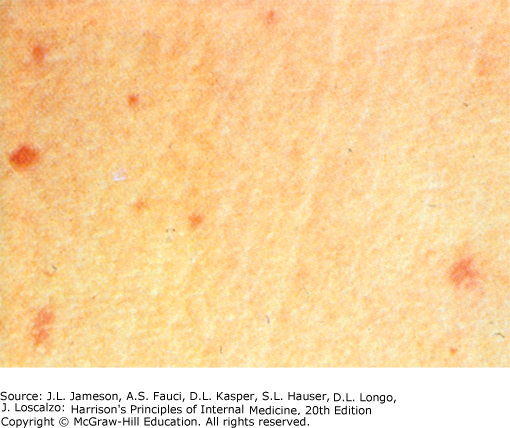 Source: J.L. Jameson, A.S. Fauci, D.L. Kasper, S.L. Hauser, D.L. Longo,
J. Loscalzo: Harrison's Principles of Internal Medicine, 20th Edition
Copyright © McGraw-Hill Education. All rights reserved.